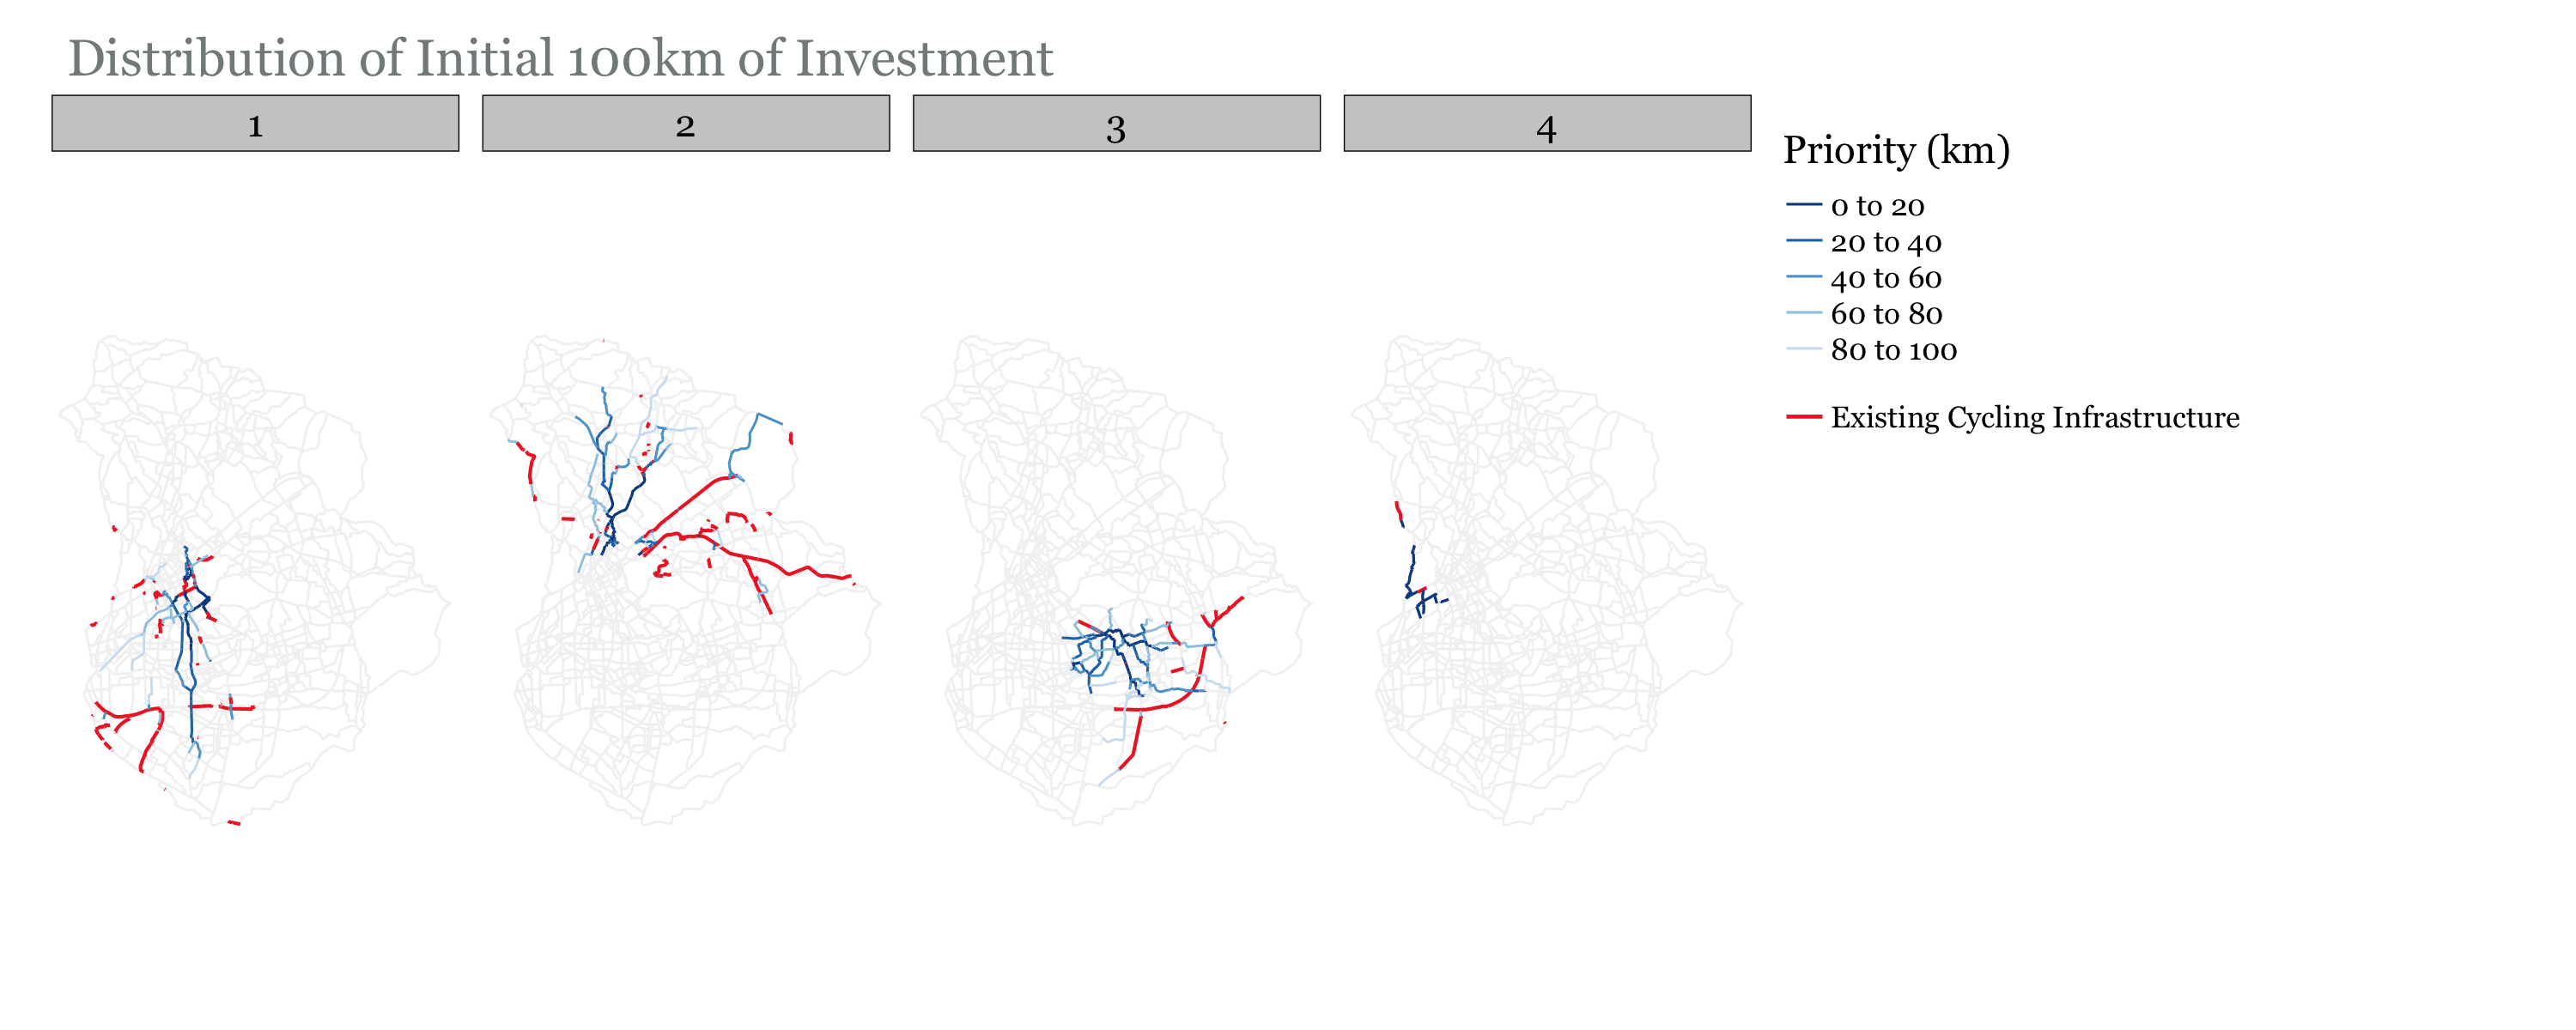 Distribution of Initial 100km of Investment
1
2
3
4
Priority (km)
0 to 20
20 to 40
40 to 60
60 to 80
80 to 100
Existing Cycling Infrastructure